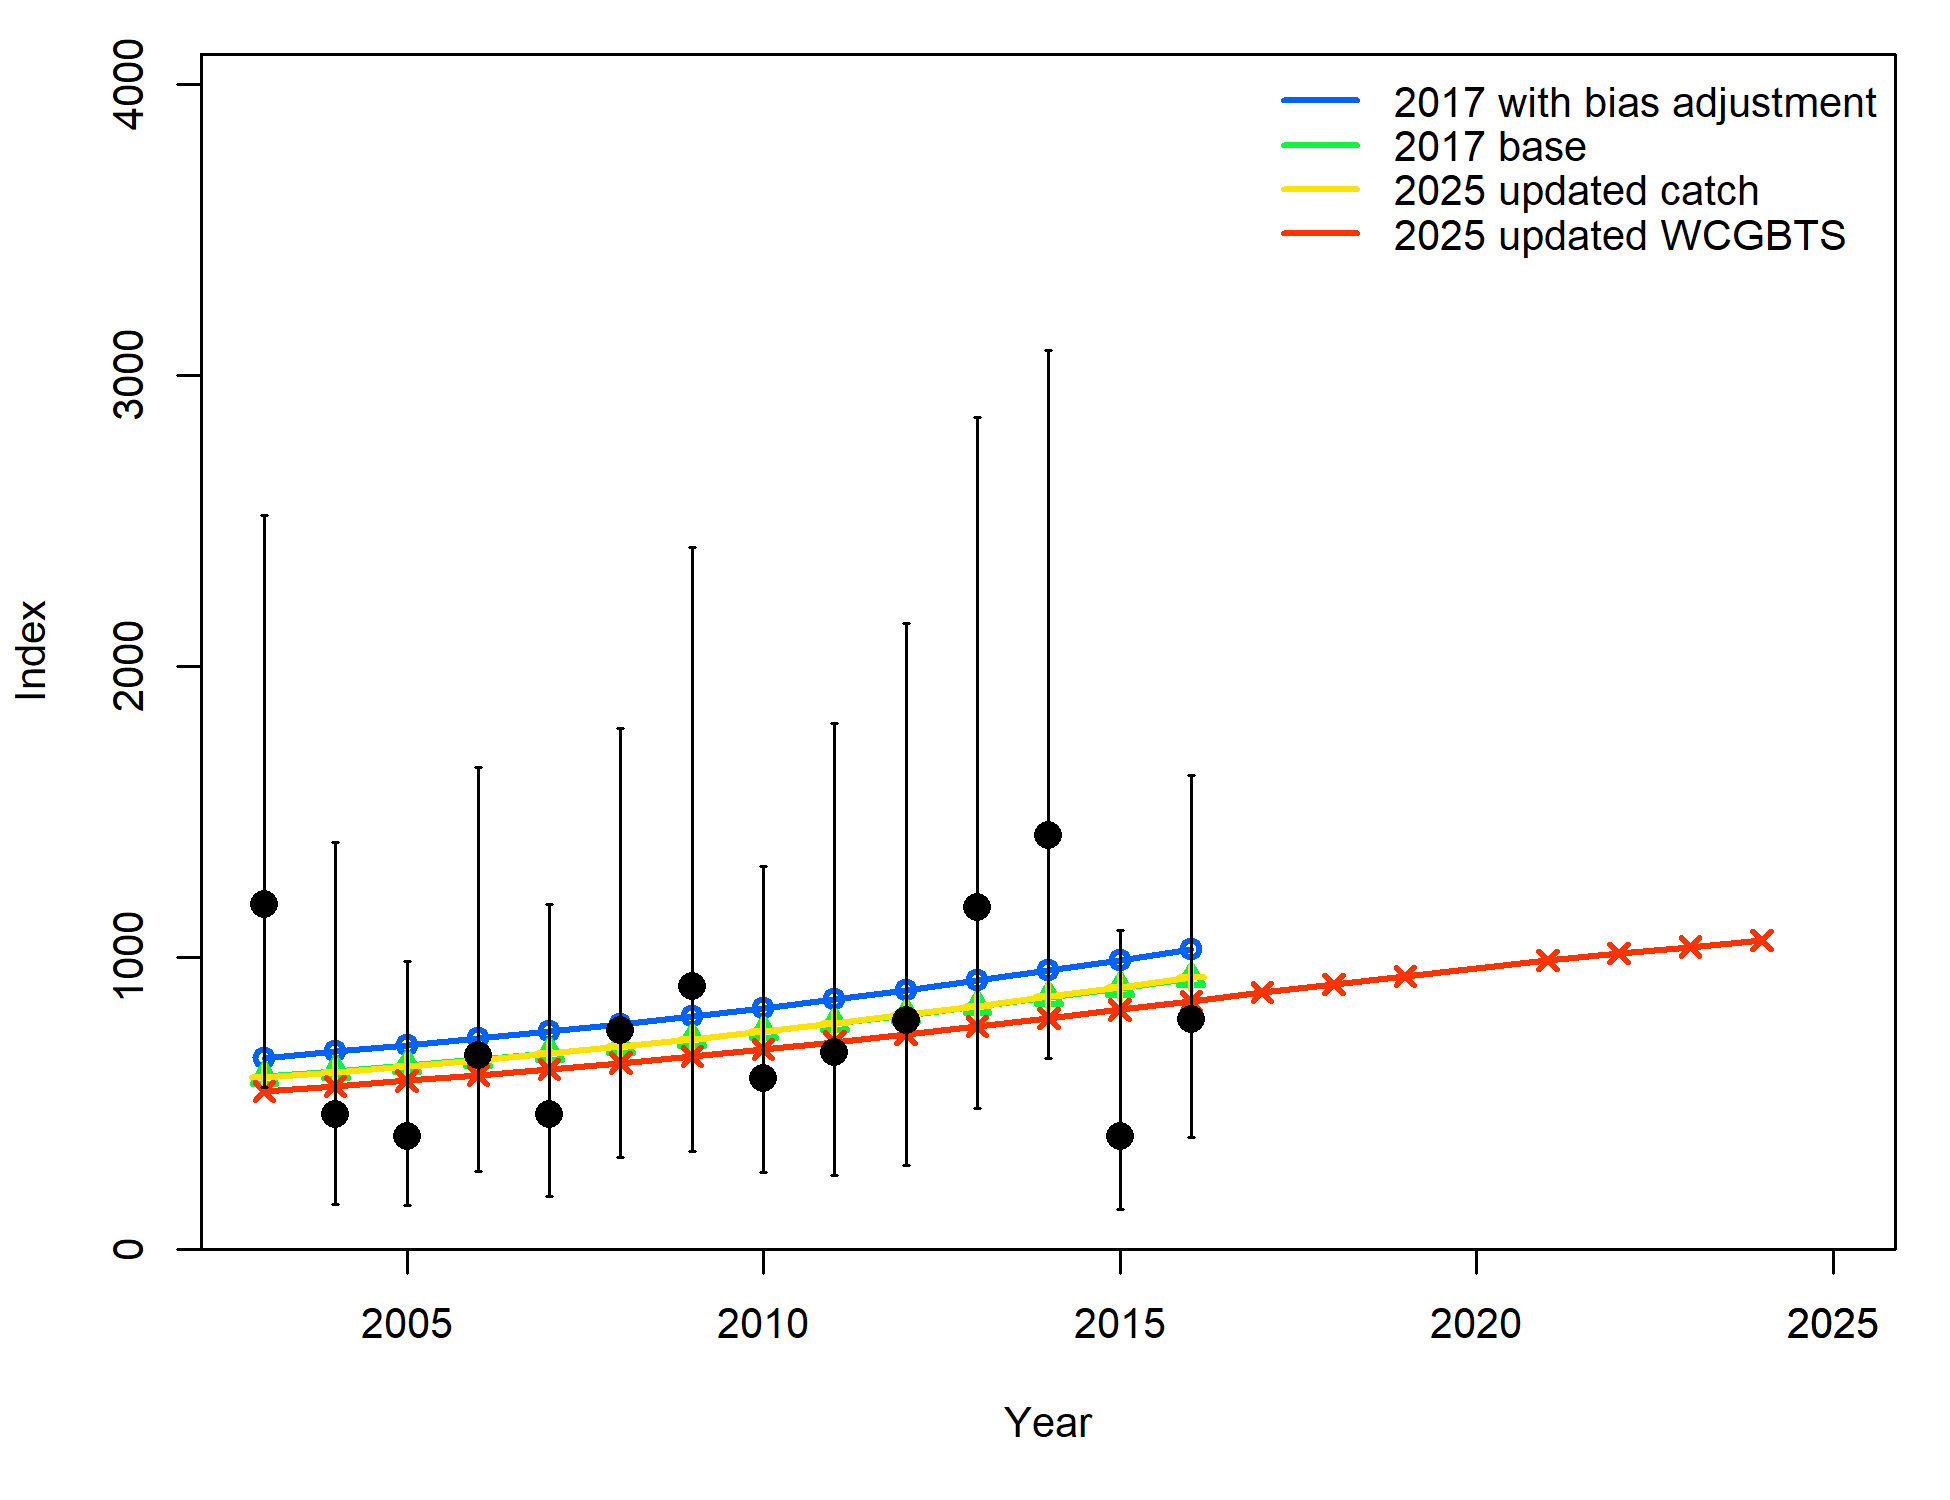 4000
3000
2000
1000
0
Index
2017 with bias adjustment
2017 base
2025 updated catch
2025 updated WCGBTS
2005 2010 2015 2020 2025
Year